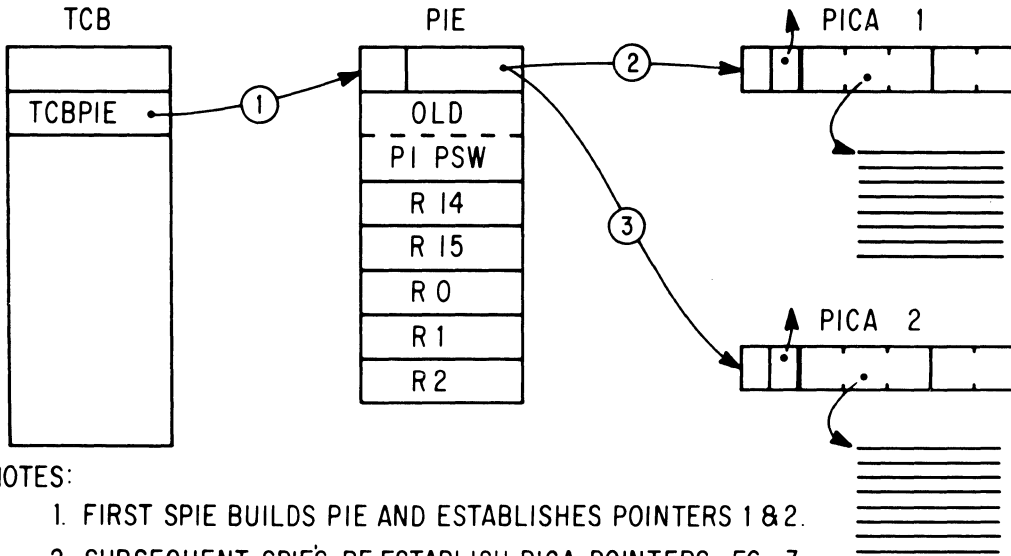 TCB
PIE
PICA 1
2
1
TCBPIE
OLD
PI PSW
R 14
R 15
3
R 0
R 1
PICA 2
R 2
NOTES:
1. FIRST SPIE BUILDS PIE AND ESTABLISHES POINTERS 1 & 2.